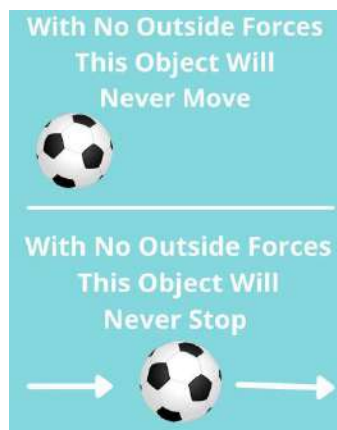 With No Outside Forces
This Object Will
Never Move
With No Outside Forces
This Object Will
Never Stop